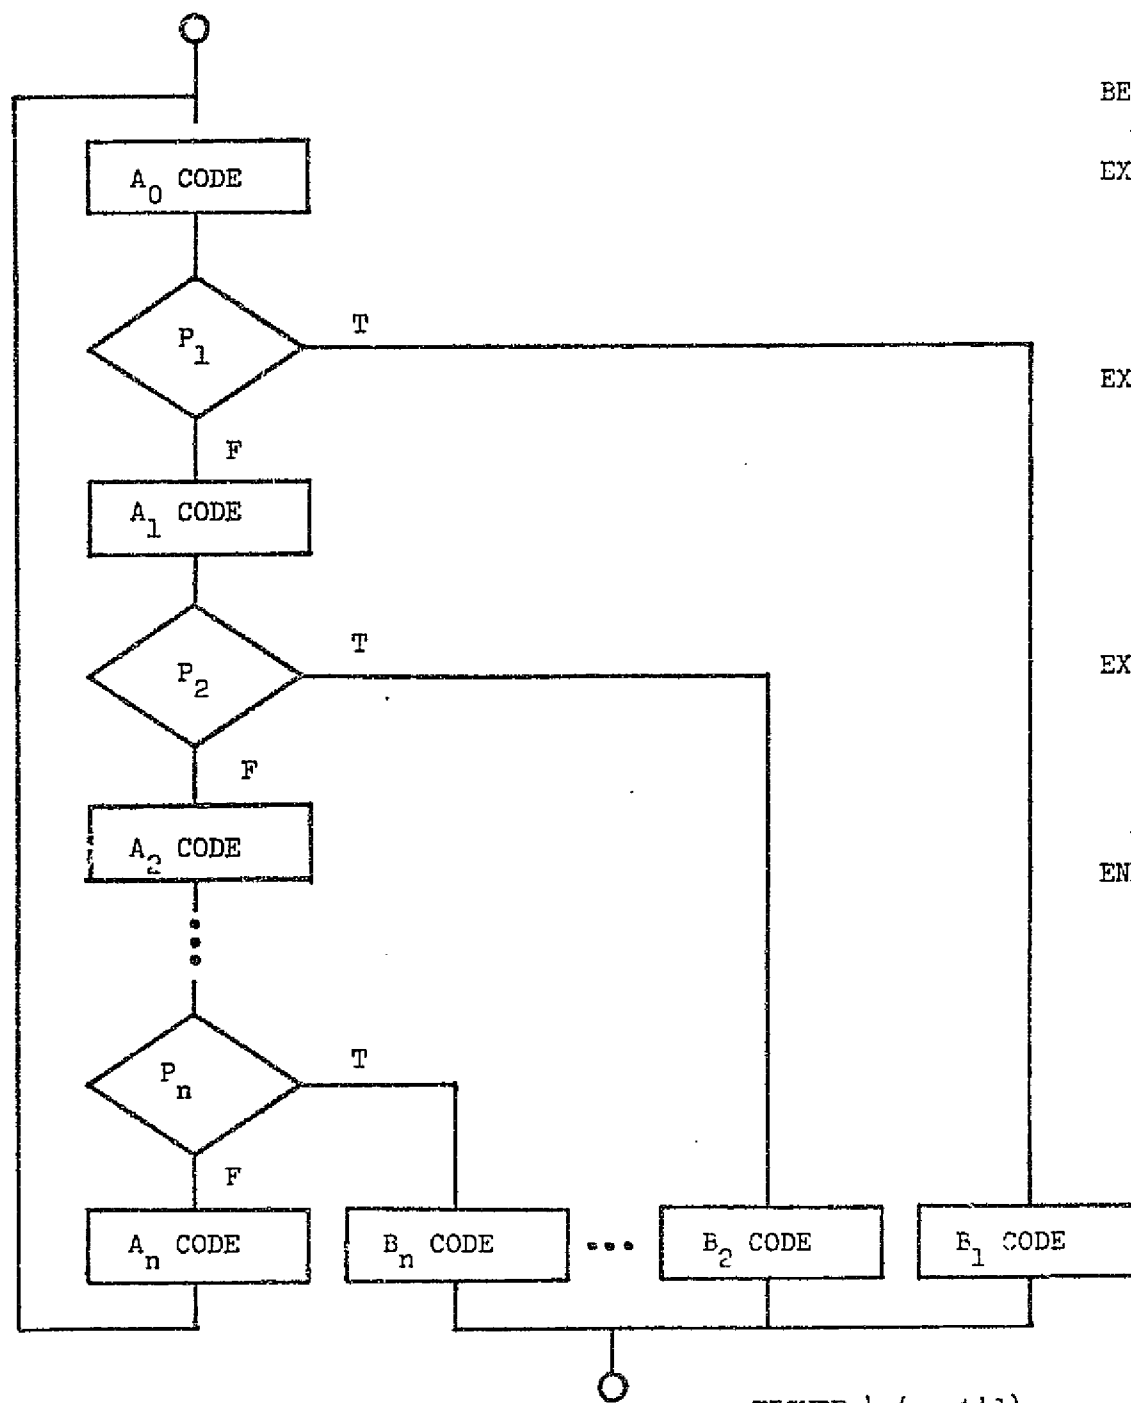 BE
A0 CODE
EX
P1
T
EX
F
A1 CODE
P2
T
EX
F
A2 CODE
EN
Pn
T
F
An CODE
Bn CODE
B2 CODE
B1 CODE